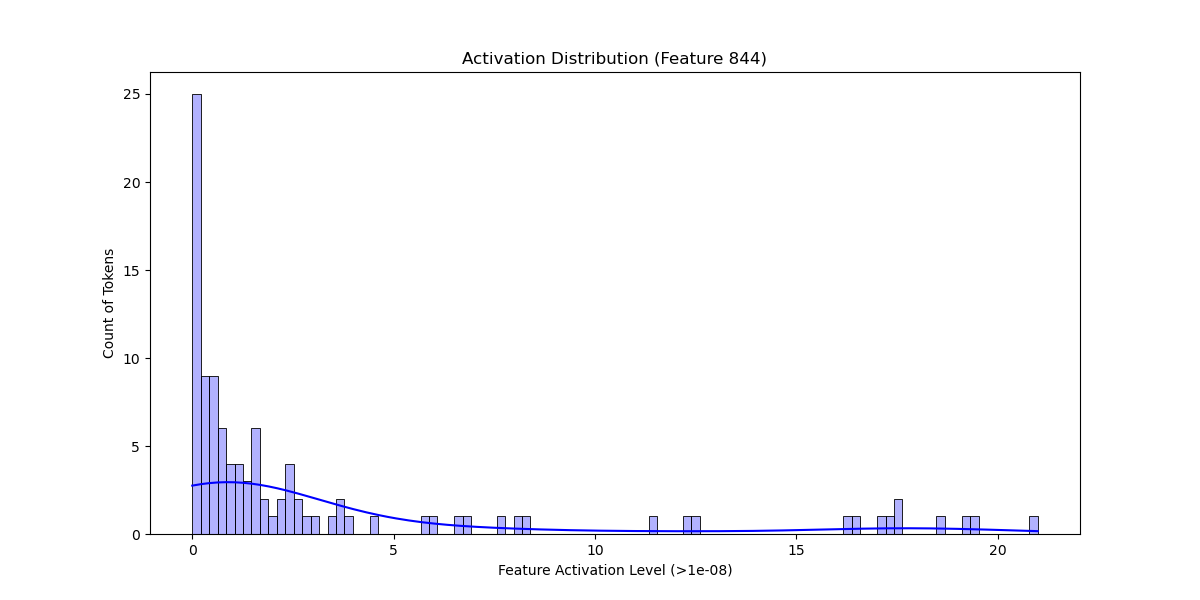 Activation Distribution (Feature 844)
25
20
15
10
5
0
Count of Tokens
0 5 10 15 20
Feature Activation Level (>1e-08)